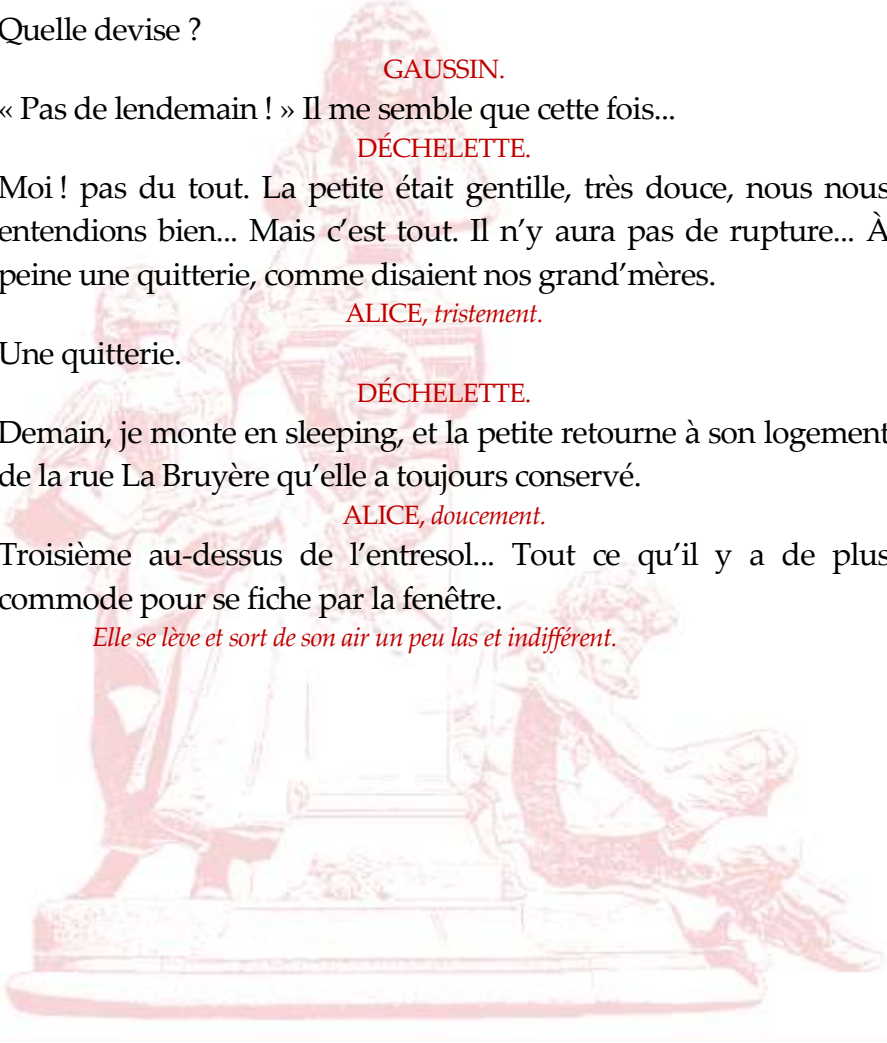 Quelle devise ?
GAUSSIN.
« Pas de lendemain ! » Il me semble que cette fois...
DÉCHELETTE.
Moi ! pas du tout. La petite était gentille, très douce, nous nous
entendions bien... Mais c’est tout. Il n’y aura pas de rupture... À
peine une quitterie, comme disaient nos grand’mères.
ALICE, tristement.
Une quitterie.
DÉCHELETTE.
Demain, je monte en sleeping, et la petite retourne à son logement
de la rue La Bruyère qu’elle a toujours conservé.
ALICE, doucement.
Troisième au-dessus de l’entresol... Tout ce qu’il y a de plus
commode pour se fiche par la fenêtre.
Elle se lève et sort de son air un peu las et indifférent.